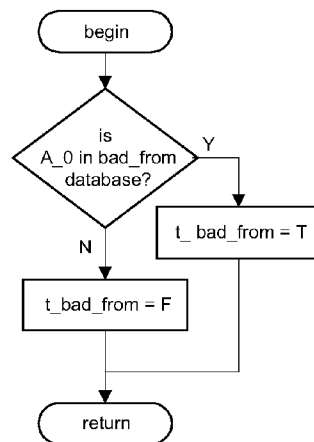 begin
is
A_0 in bad_from
database?
Y
t_ bad_from = T
N
t_bad_from = F
return